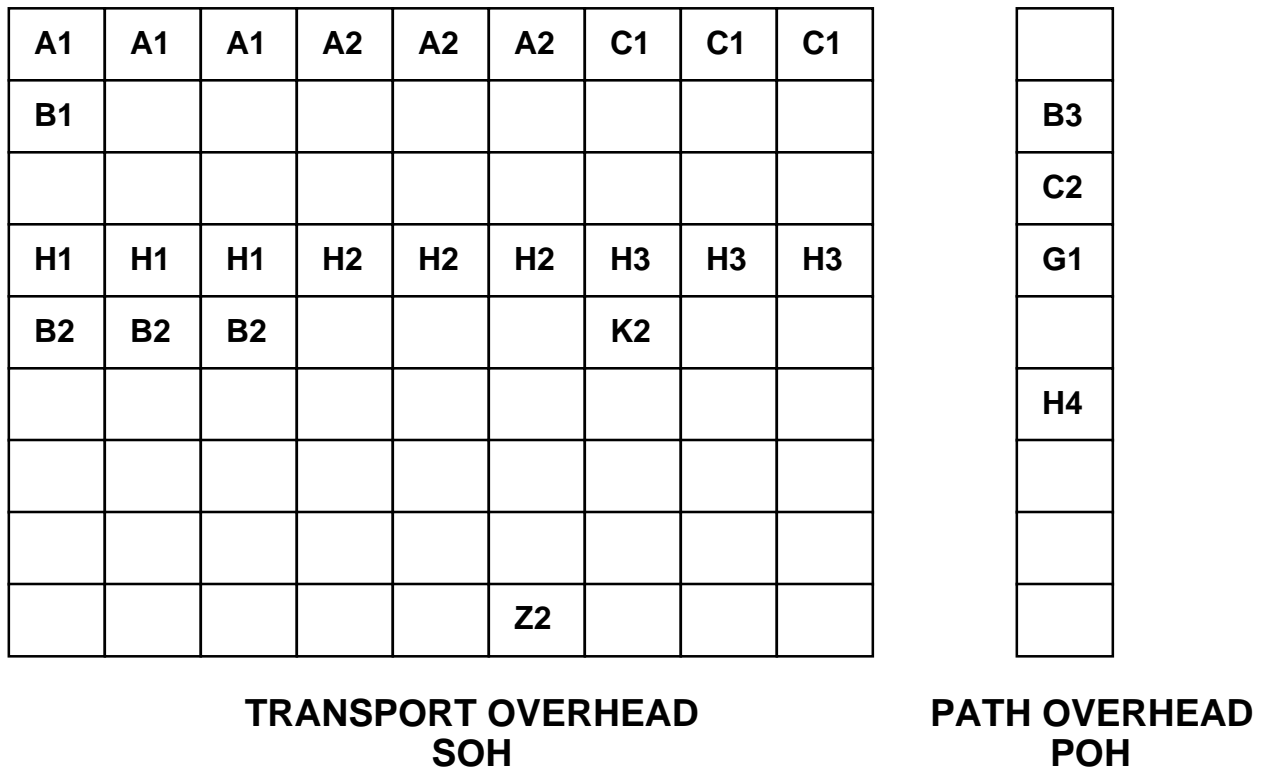 A1 A1 A1 A2 A2 A2 C1 C1 C1
B1 B3
C2
H1 H1 H1 H2 H2 H2 H3 H3 H3 G1
B2 B2 B2 K2
H4
Z2
TRANSPORT OVERHEAD PATH OVERHEAD
SOH POH